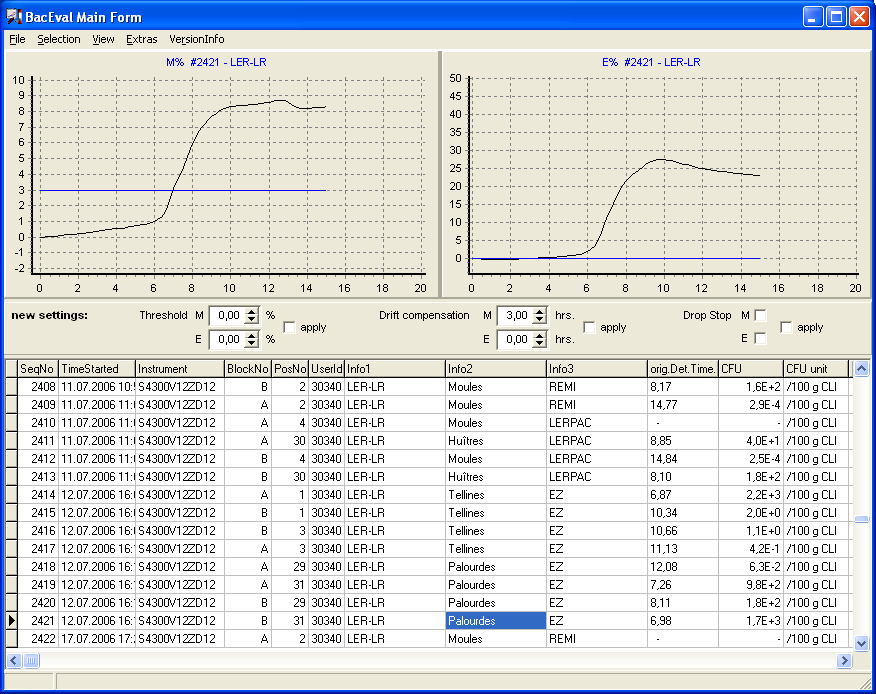 BacEval Main Form
File Selection View Extras VersionInfo
M% #2421 - LER-LR
10
9
8
7
6
5
4
3
2
1
0
-1
-2
0 2 4 6 8 10 12 14 16 18 20
E% #2421 - LER-LR
50
45
40
35
30
25
20
15
10
5
0
0 2 4 6 8 10 12 14 16 18 20
new settings: Threshold M 0,00 % apply Drift compensation M 3,00 hrs. apply Drop Stop M apply
E 0,00 % E 0,00 hrs. E
SeqNo TimeStarted Instrument BlockNo PosNo UserId Info1 Info2 Info3 orig.Det.Time. CFU CFU unit
2408 11.07.2006 10: S4300V12ZD12 B 2 30340 LER-LR Moules REMI 8,17 1,6E+2 /100 g CLI
2409 11.07.2006 11: S4300V12ZD12 A 2 30340 LER-LR Moules REMI 14,77 2,9E-4 /100 g CLI
2410 11.07.2006 11: S4300V12ZD12 A 4 30340 LER-LR Moules LERPAC - - /100 g CLI
2411 11.07.2006 11: S4300V12ZD12 A 30 30340 LER-LR Huîtres LERPAC 8,85 4,0E+1 /100 g CLI
2412 11.07.2006 11: S4300V12ZD12 B 4 30340 LER-LR Moules LERPAC 14,84 2,5E-4 /100 g CLI
2413 11.07.2006 11: S4300V12ZD12 B 30 30340 LER-LR Huîtres LERPAC 8,10 1,8E+2 /100 g CLI
2414 12.07.2006 16: S4300V12ZD12 A 1 30340 LER-LR Tellines EZ 6,87 2,2E+3 /100 g CLI
2415 12.07.2006 16: S4300V12ZD12 B 1 30340 LER-LR Tellines EZ 10,34 2,0E+0 /100 g CLI
2416 12.07.2006 16: S4300V12ZD12 B 3 30340 LER-LR Tellines EZ 10,66 1,1E+0 /100 g CLI
2417 12.07.2006 16: S4300V12ZD12 A 3 30340 LER-LR Tellines EZ 11,13 4,2E-1 /100 g CLI
2418 12.07.2006 16: S4300V12ZD12 A 29 30340 LER-LR Palourdes EZ 12,08 6,3E-2 /100 g CLI
2419 12.07.2006 16: S4300V12ZD12 A 31 30340 LER-LR Palourdes EZ 7,26 9,8E+2 /100 g CLI
2420 12.07.2006 16: S4300V12ZD12 B 29 30340 LER-LR Palourdes EZ 8,11 1,8E+2 /100 g CLI
2421 12.07.2006 16: S4300V12ZD12 B 31 30340 LER-LR Palourdes EZ 6,98 1,7E+3 /100 g CLI
2422 17.07.2006 17: S4300V12ZD12 A 2 30340 LER-LR Moules REMI - - /100 g CLI